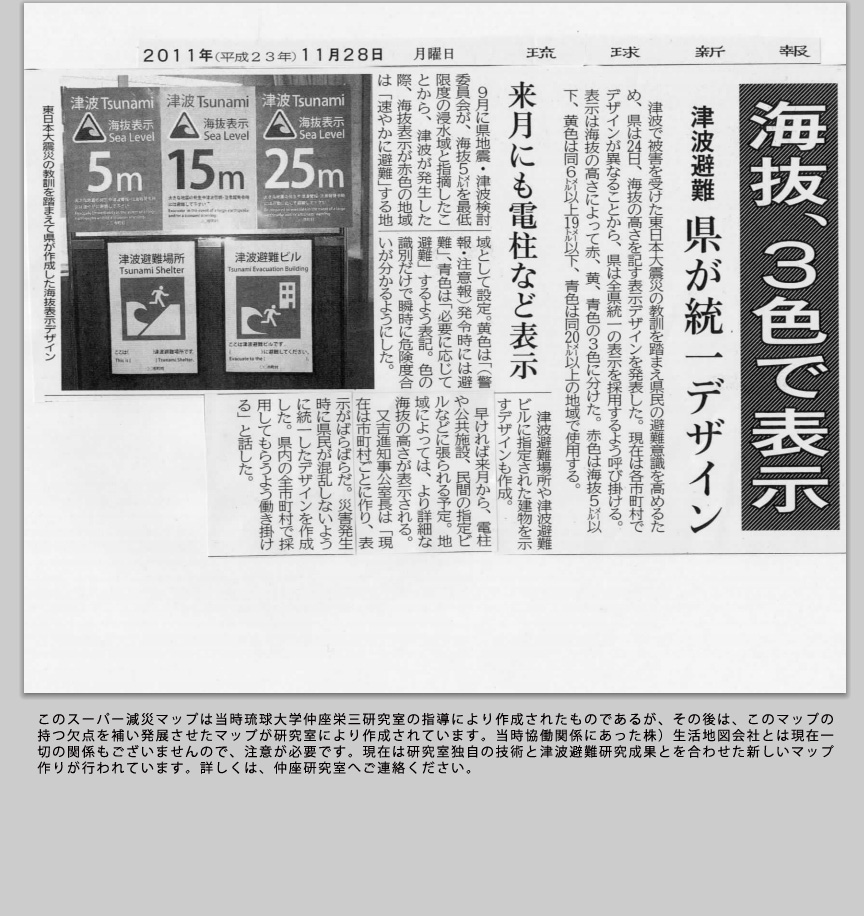 2011年(平成23年)11月28日 月曜日 琉球新報
海抜、3色で表示
津波避難 県が統一デザイン
来月にも電柱など表示
津波で被害を受けた東日本大震災の教訓を踏まえ県民の避難意識を高めるた
め、県は24日、海抜の高さを記す表示デザインを発表した。現在は各市町村で
デザインが異なることから、県は全県統一の表示を採用するよう呼び掛ける。
表示は海抜の高さによって赤、黄、青色の3色に分けた。赤色は海抜5㍍以
下、黄色は同6㍍以上19㍍以下、青色は同20㍍以上の地域で使用する。
9月に県地震・津波検討
委員会が、海抜5㍍を最低
限度の浸水域と指摘したこ
とから、津波が発生した
際、海抜表示が赤色の地域
は「速やかに避難」する地
域として設定。黄色は「(警
報・注意報)発令時には避
難」、青色は「必要に応じて
避難」するよう表記。色の
識別だけで瞬時に危険度合
いが分かるようにした。
津波避難場所や津波避難
ビルに指定された建物を示
すデザインも作成。
早ければ来月から、電柱
や公共施設、民間の指定ビ
ルなどに張られる予定。地
域によっては、より詳細な
海抜の高さが表示される。
又吉進知事公室長は「現
在は市町村ごとに作り、表
示がばらばらだ。災害発生
時に県民が混乱しないよう
に統一したデザインを作成
した。県内の全市町村で採
用してもらうよう働き掛け
る」と話した。
津波 Tsunami
海抜表示
Sea Level
5m
津波 Tsunami
海抜表示
Sea Level
15m
津波 Tsunami
海抜表示
Sea Level
25m
津波避難場所
Tsunami Shelter
ここは( )津波避難場所です。
This is ( ) Tsunami Shelter.
津波避難ビル
Tsunami Evacuation Building
ここは津波避難ビルです。
( )に避難してください。
Evacuate to the (
東日本大震災の教訓を踏まえて県が作成した海抜表示デザイン
このスーパー減災マップは当時琉球大学仲座栄三研究室の指導により作成されたものであるが、その後は、このマップの
持つ欠点を補い発展させたマップが研究室により作成されています。当時協働関係にあった株）生活地図会社とは現在一
切の関係もございませんので、注意が必要です。現在は研究室独自の技術と津波避難研究成果とを合わせた新しいマップ
作りが行われています。詳しくは、仲座研究室へご連絡ください。